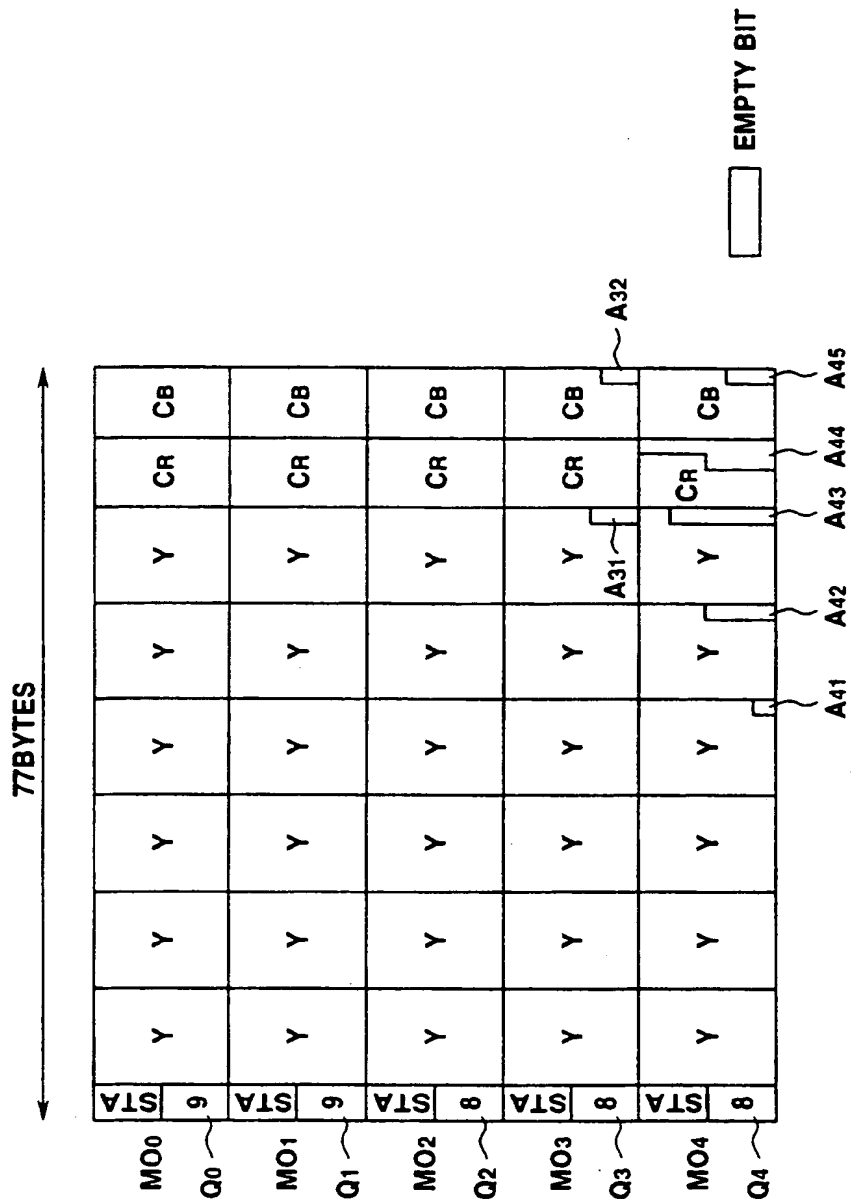 77BYTES
MO0 STA Y Y Y Y Y Y CR CB
Q0 9
MO1 STA Y Y Y Y Y Y CR CB
Q1 9
MO2 STA Y Y Y Y Y Y CR CB
Q2 8
MO3 STA Y Y Y Y Y Y CR CB
Q3 8 A31 A32
MO4 STA Y Y Y Y Y Y CR CB
Q4 8
A41 A42 A43 A44 A45
EMPTY BIT